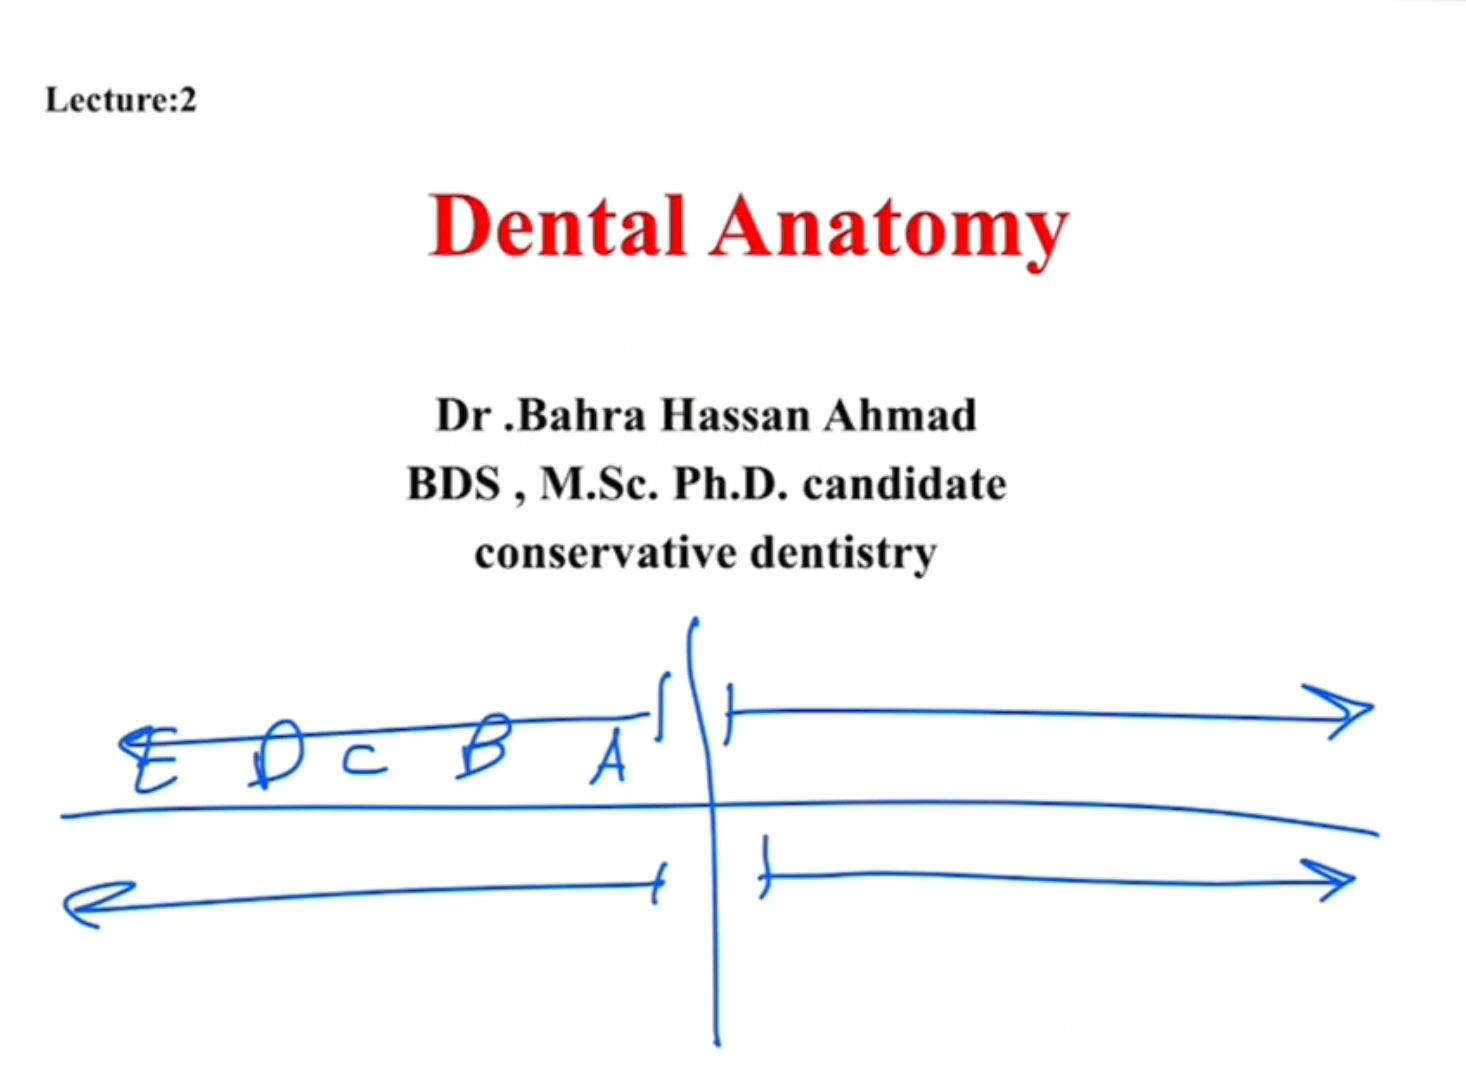 Lecture:2
Dental Anatomy
Dr .Bahra Hassan Ahmad
BDS , M.Sc. Ph.D. candidate
conservative dentistry
E D C B A